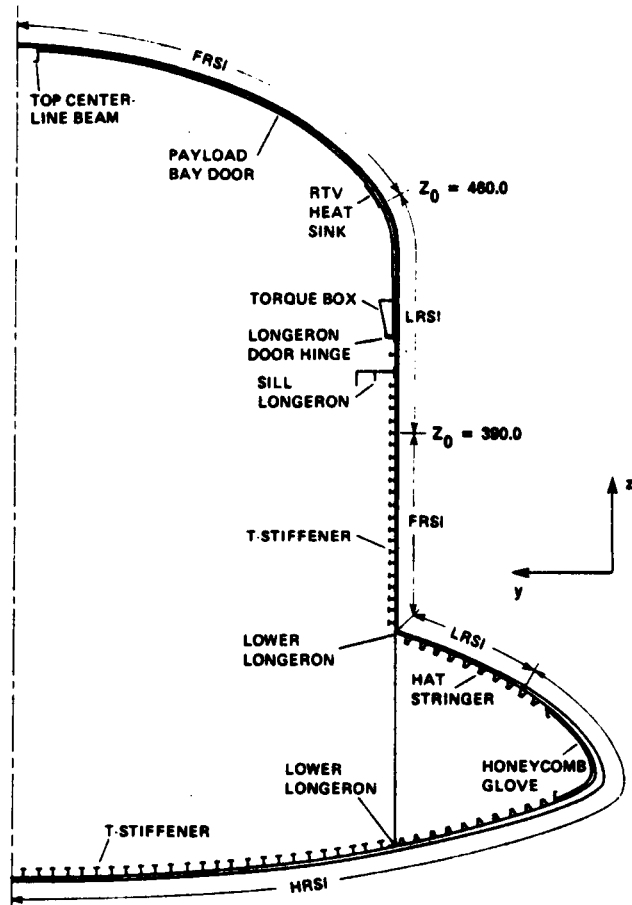 FRSI
TOP CENTER-
LINE BEAM
PAYLOAD
BAY DOOR
RTV
HEAT
SINK
Z0 = 460.0
TORQUE BOX
LRSI
LONGERON
DOOR HINGE
SILL
LONGERON
Z0 = 390.0
z
FRSI
T-STIFFENER
y
LOWER
LONGERON
LRSI
HAT
STRINGER
LOWER
LONGERON
HONEYCOMB
GLOVE
T-STIFFENER
HRSI